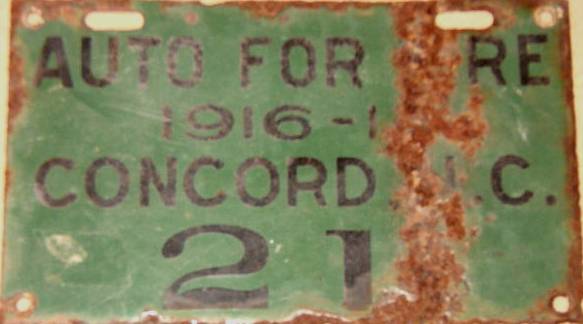 AUTO FOR RE
1916-1
CONCORD, .C.
21